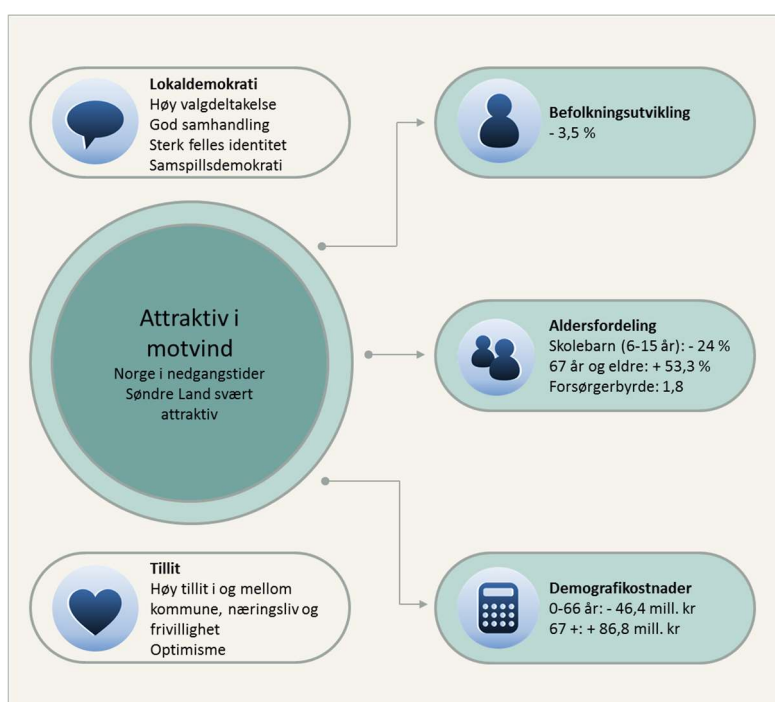 Lokaldemokrati
Høy valgdeltakelse
God samhandling
Sterk felles identitet
Samspillsdemokrati
Befolkningsutvikling
- 3,5 %
Attraktiv i
motvind
Norge i nedgangstider
Søndre Land svært
attraktiv
Aldersfordeling
Skolebarn (6-15 år): - 24 %
67 år og eldre: + 53,3 %
Forsørgerbyrde: 1,8
Tillit
Høy tillit i og mellom
kommune, næringsliv og
frivillighet
Optimisme
Demografikostnader
0-66 år: - 46,4 mill. kr
67 +: + 86,8 mill. kr